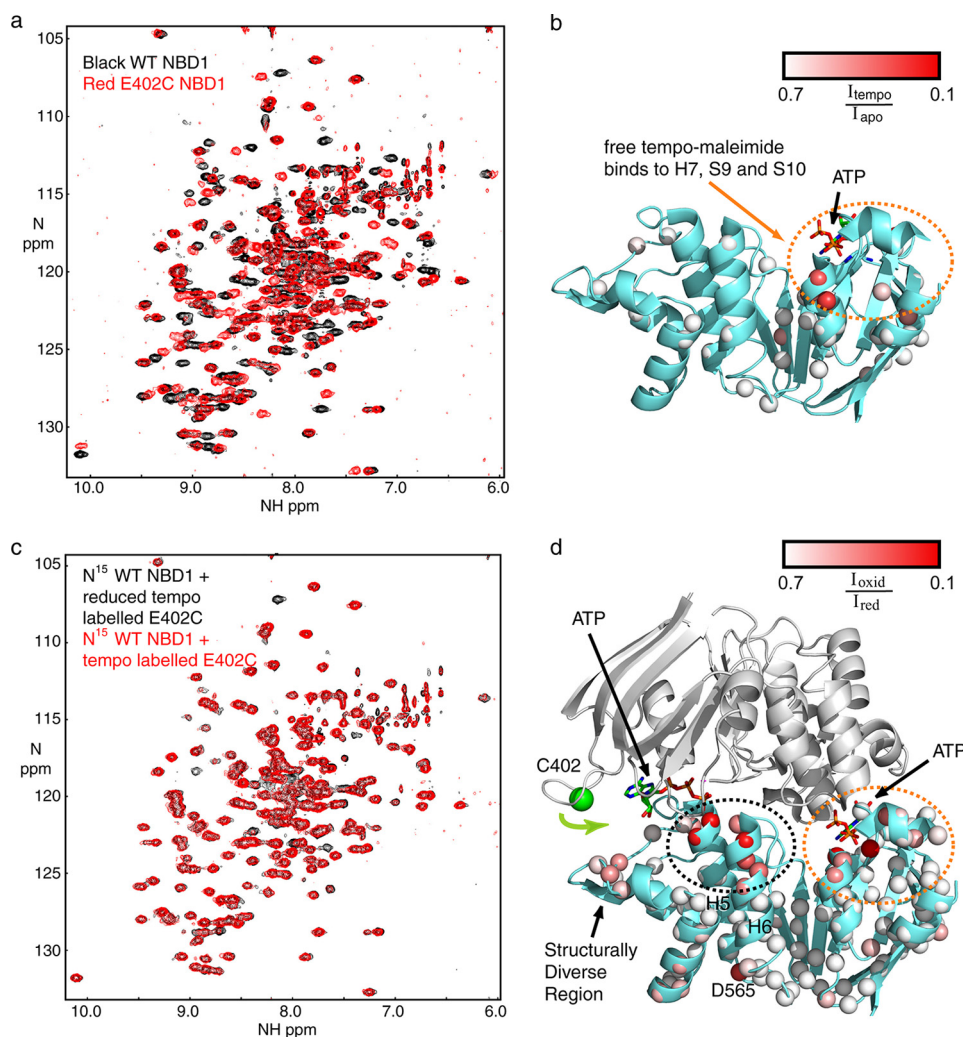 a
105
110
115
N
ppm
120
125
130
Black WT NBD1
Red E402C NBD1
10.0 9.0 8.0 7.0 6.0
NH ppm
b
0.7 I tempo 0.1
I apo
free tempo-maleimide
binds to H7, S9 and S10
ATP
c
105
110
115
N
ppm
120
125
130
N15 WT NBD1 +
reduced tempo
labelled E402C
N15 WT NBD1 +
tempo labelled E402C
10.0 9.0 8.0 7.0 6.0
NH ppm
d
0.7 I oxid 0.1
I red
ATP
ATP
C402
H5
H6
D565
Structurally
Diverse
Region